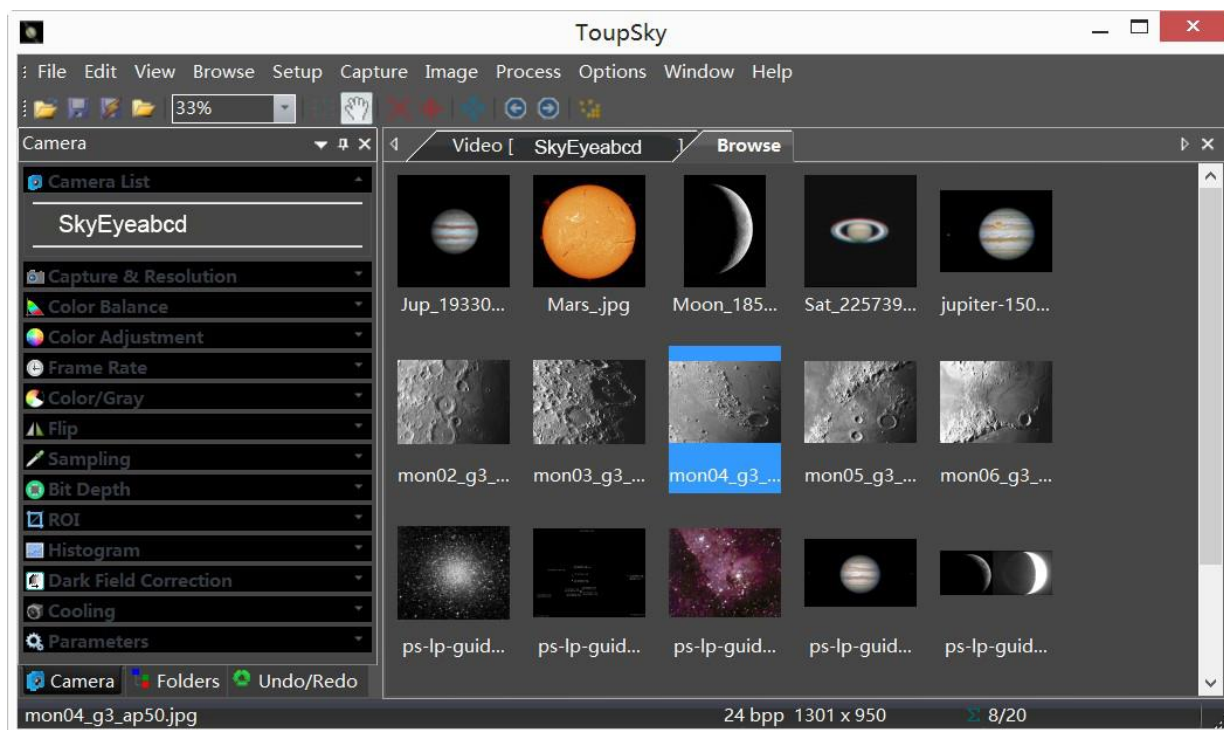 ToupSky
File Edit View Browse Setup Capture Image Process Options Window Help
33%
Camera
Video [ SkyEyeabcd ] Browse
Camera List
SkyEyeabcd
Capture & Resolution
Color Balance
Color Adjustment
Frame Rate
Color/Gray
Flip
Sampling
Bit Depth
ROI
Histogram
Dark Field Correction
Cooling
Parameters
Camera Folders Undo/Redo
Jup_19330... Mars_.jpg Moon_185... Sat_225739... jupiter-150...
mon02_g3_... mon03_g3_... mon04_g3_... mon05_g3_... mon06_g3_...
ps-lp-guid... ps-lp-guid... ps-lp-guid... ps-lp-guid... ps-lp-guid...
mon04_g3_ap50.jpg 24 bpp 1301 x 950 Σ 8/20